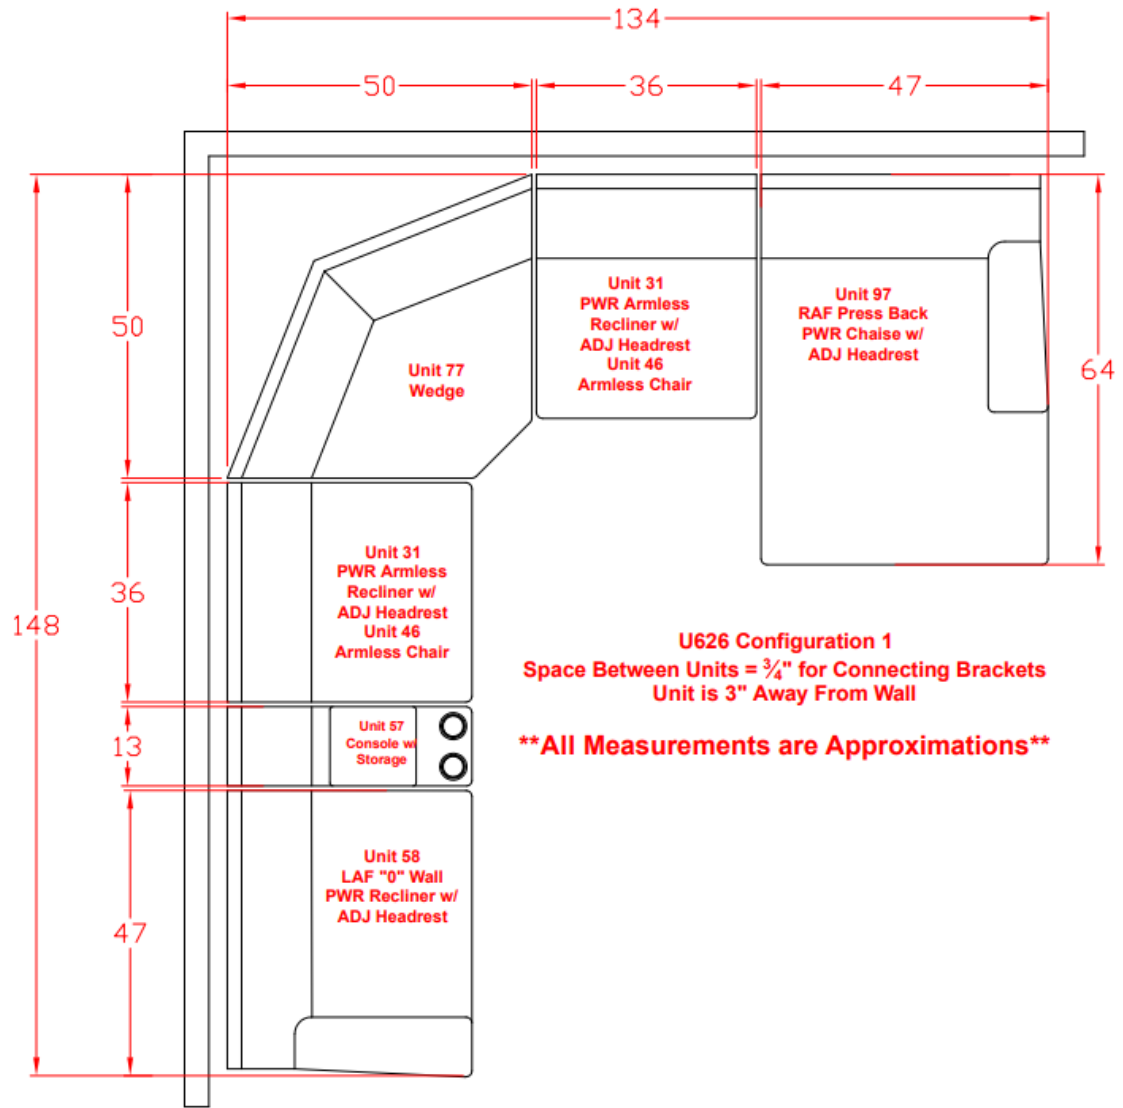 134
50
36
47
50
64
Unit 31
PWR Armless
Recliner w/
ADJ Headrest
Unit 46
Armless Chair
Unit 97
RAF Press Back
PWR Chaise w/
ADJ Headrest
Unit 77
Wedge
148
36
Unit 31
PWR Armless
Recliner w/
ADJ Headrest
Unit 46
Armless Chair
U626 Configuration 1
Space Between Units = ¾" for Connecting Brackets
Unit is 3" Away From Wall
**All Measurements are Approximations**
13
Unit 57
Console w/
Storage
47
Unit 58
LAF "0" Wall
PWR Recliner w/
ADJ Headrest